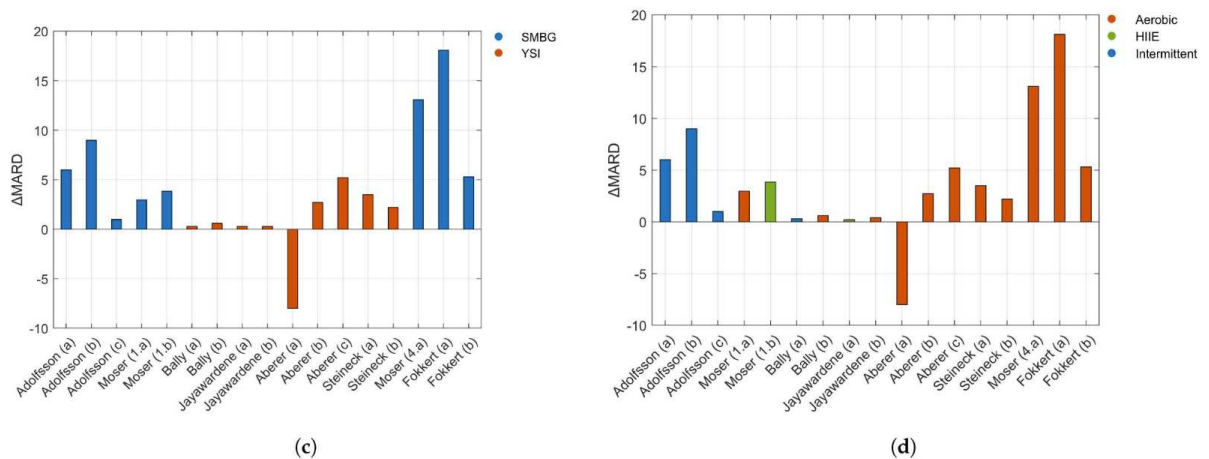 20
15
10
5
0
-5
-10
ΔMARD
SMBG
YSI
Adolfsson (a)
Adolfsson (b)
Adolfsson (c)
Moser (1.a)
Moser (1.b)
Bally (a)
Bally (b)
Jayawardene (a)
Jayawardene (b)
Aberer (a)
Aberer (b)
Aberer (c)
Steineck (a)
Steineck (b)
Moser (4.a)
Fokkert (a)
Fokkert (b)
(c)
20
15
10
5
0
-5
-10
ΔMARD
Aerobic
HIIE
Intermittent
Adolfsson (a)
Adolfsson (b)
Adolfsson (c)
Moser (1.a)
Moser (1.b)
Bally (a)
Bally (b)
Jayawardene (a)
Jayawardene (b)
Aberer (a)
Aberer (b)
Aberer (c)
Steineck (a)
Steineck (b)
Moser (4.a)
Fokkert (a)
Fokkert (b)
(d)